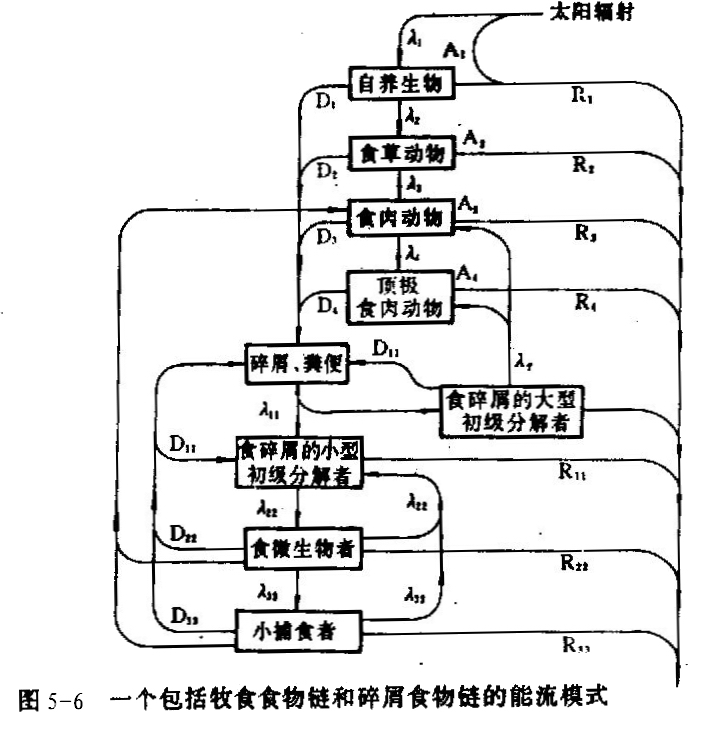 太阳辐射
λ1
A1
自养生物
D1
R1
λ2
A2
食草动物
D2
R2
λ3
食肉动物
A3
D3
R3
λ4
顶极
食肉动物
A4
D4
R4
碎屑、粪便
D11
λ11
食碎屑的大型
初级分解者
D11
食碎屑的小型
初级分解者
R11
λ22
λ22
D22
食微生物者
R22
λ33
λ33
D33
小捕食者
R33
图 5-6 一个包括牧食食物链和碎屑食物链的能流模式